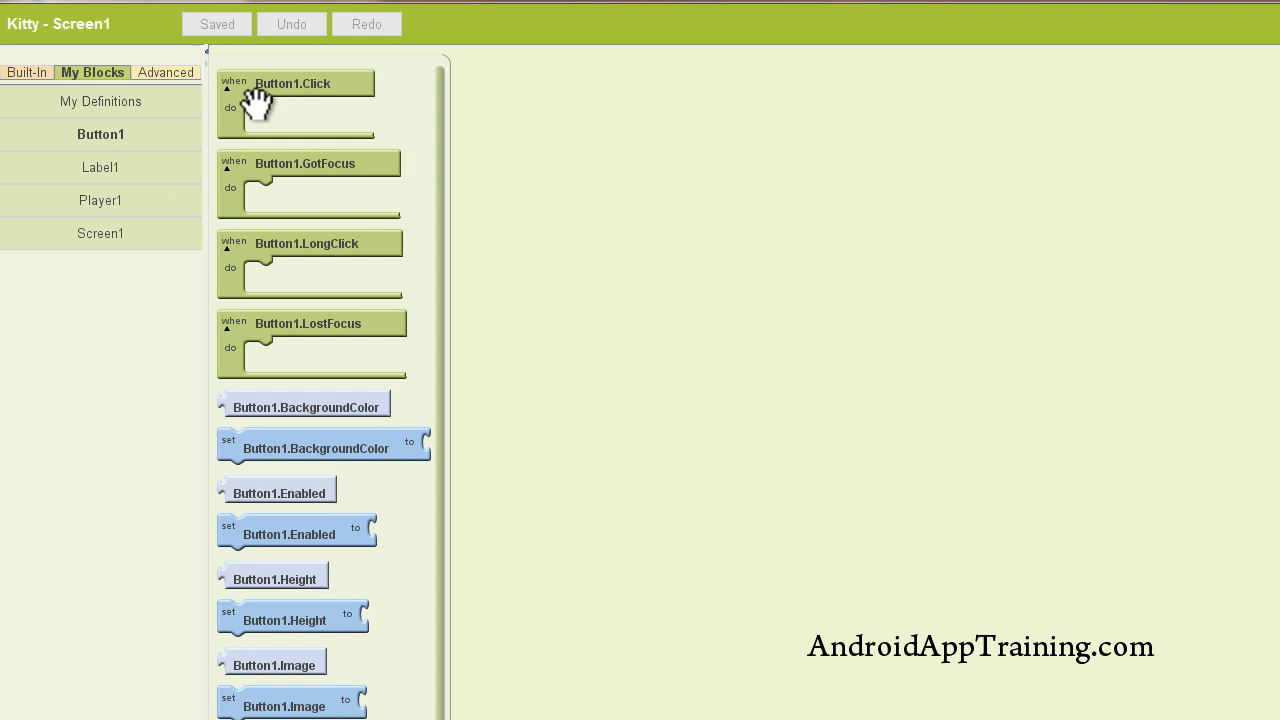 Kitty - Screen1
Saved
Undo
Redo
Built-In
My Blocks
Advanced
My Definitions
Button1
Label1
Player1
Screen1
when Button1.Click
do
when Button1.GotFocus
do
when Button1.LongClick
do
when Button1.LostFocus
do
Button1.BackgroundColor
set Button1.BackgroundColor to
Button1.Enabled
set Button1.Enabled to
Button1.Height
set Button1.Height to
Button1.Image
set Button1.Image to
AndroidAppTraining.com